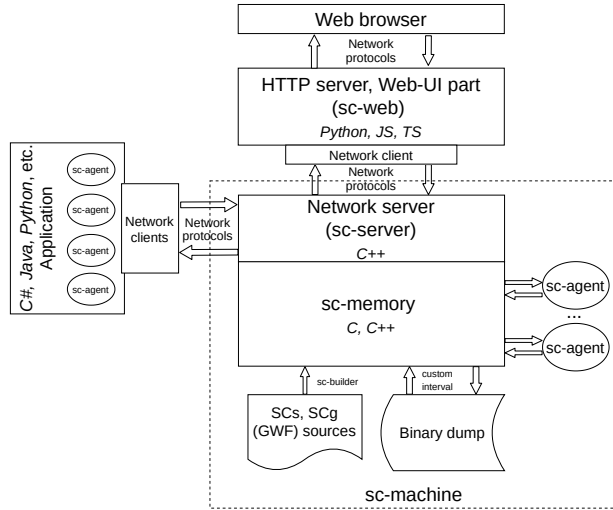 Web browser
Network
protocols
HTTP server, Web-UI part
(sc-web)
Python, JS, TS
Network client
Network
protocols
C#, Java, Python, etc.
Application
sc-agent
sc-agent
sc-agent
sc-agent
Network
clients
Network
protocols
Network server
(sc-server)
C++
sc-memory
C, C++
sc-agent
...
sc-agent
sc-builder
custom
interval
SCs, SCg
(GWF) sources
Binary dump
sc-machine